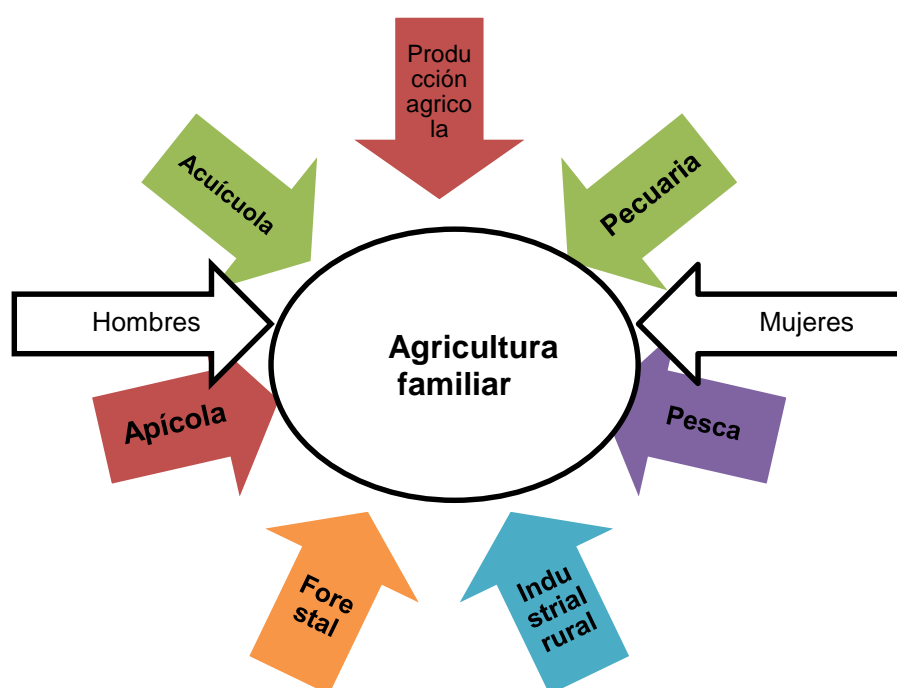 Produ
cción
agrico
la
Acuícuola
Pecuaria
Hombres
Mujeres
Agricultura
familiar
Apícola
Pesca
Fore
stal
Indu
strial
rural